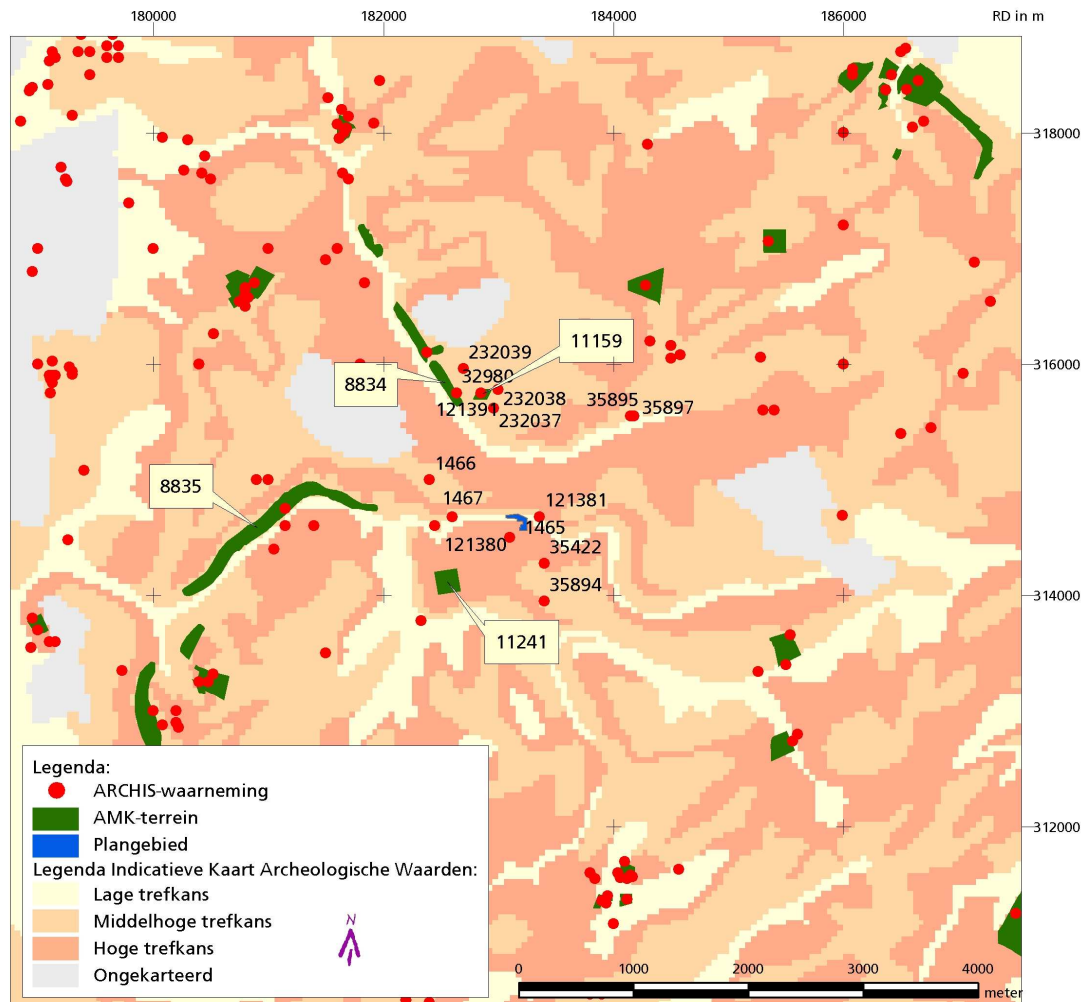 180000 182000 184000 186000 RD in m
318000
316000
314000
312000
232039
11159
32980
8834
121391
232038
232037
35895
35897
1466
8835
1467
121381
1465
121380
35422
35894
11241
Legenda:
ARCHIS-waarneming
AMK-terrein
Plangebied
Legenda Indicatieve Kaart Archeologische Waarden:
Lage trefkans
Middelhoge trefkans
Hoge trefkans
Ongekarteerd
N
0 1000 2000 3000 4000
meter